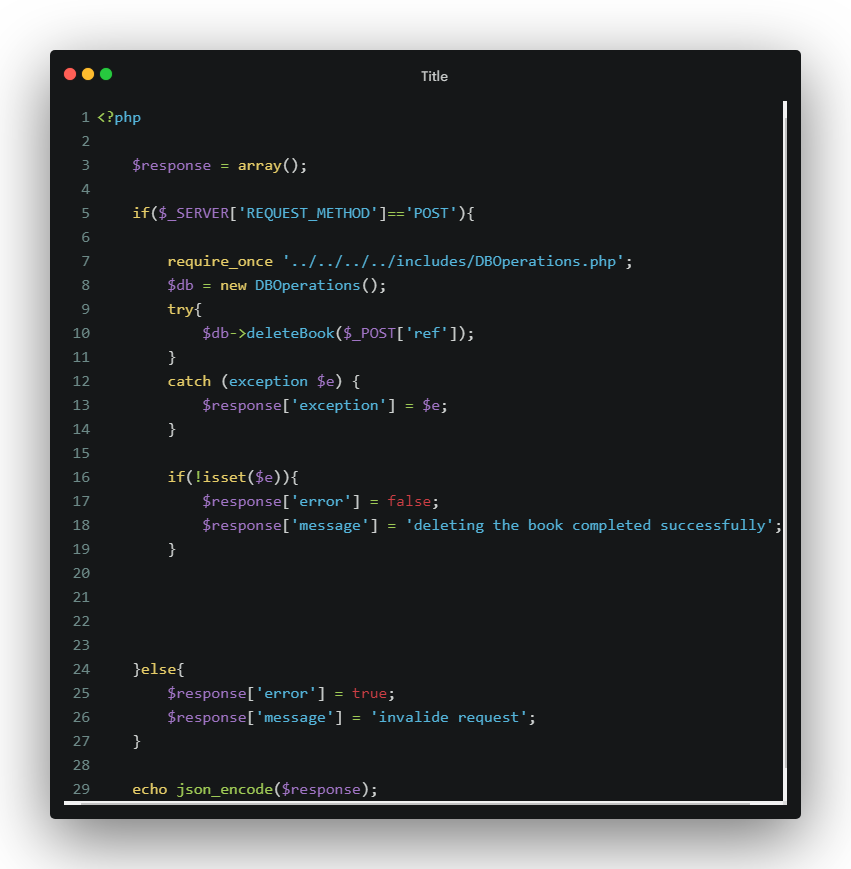 Title
1 <?php
2
3     $response = array();
4
5     if($_SERVER['REQUEST_METHOD']=='POST'){
6
7         require_once '../../../../includes/DBOperations.php';
8         $db = new DBOperations();
9         try{
10             $db->deleteBook($_POST['ref']);
11         }
12         catch (exception $e) {
13             $response['exception'] = $e;
14         }
15
16         if(!isset($e)){
17             $response['error'] = false;
18             $response['message'] = 'deleting the book completed successfully';
19         }
20
21
22
23
24     }else{
25         $response['error'] = true;
26         $response['message'] = 'invalide request';
27     }
28
29     echo json_encode($response);